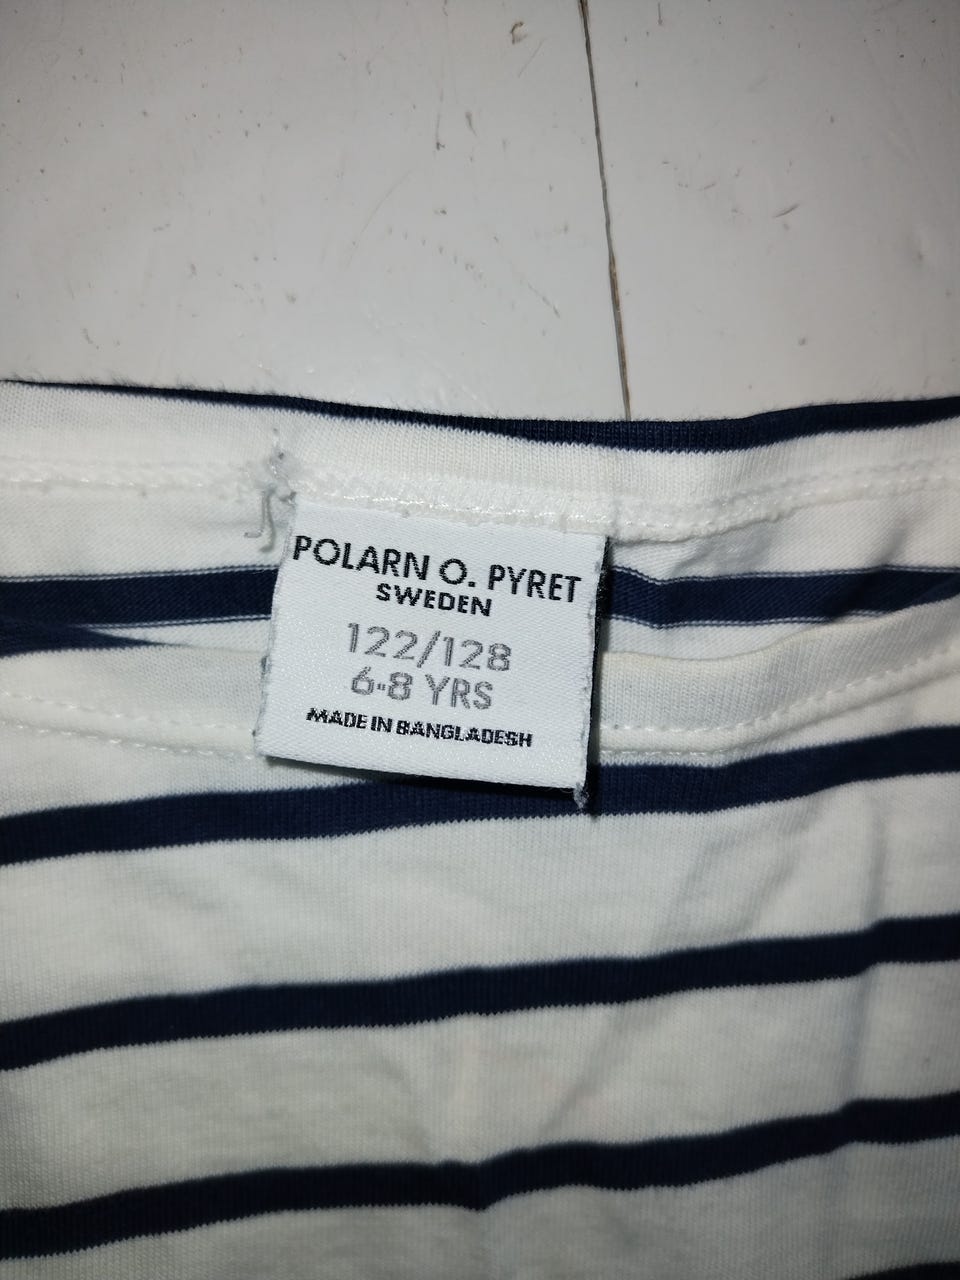 POLARN O. PYRET
SWEDEN
122/128
6-8 YRS
MADE IN BANGLADESH